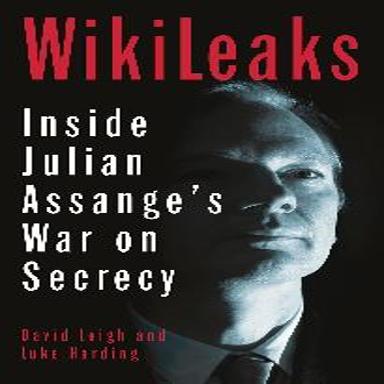 WikiLeaks
Inside
Julian
Assange's
War on
Secrecy
David Leigh and
Luke Harding